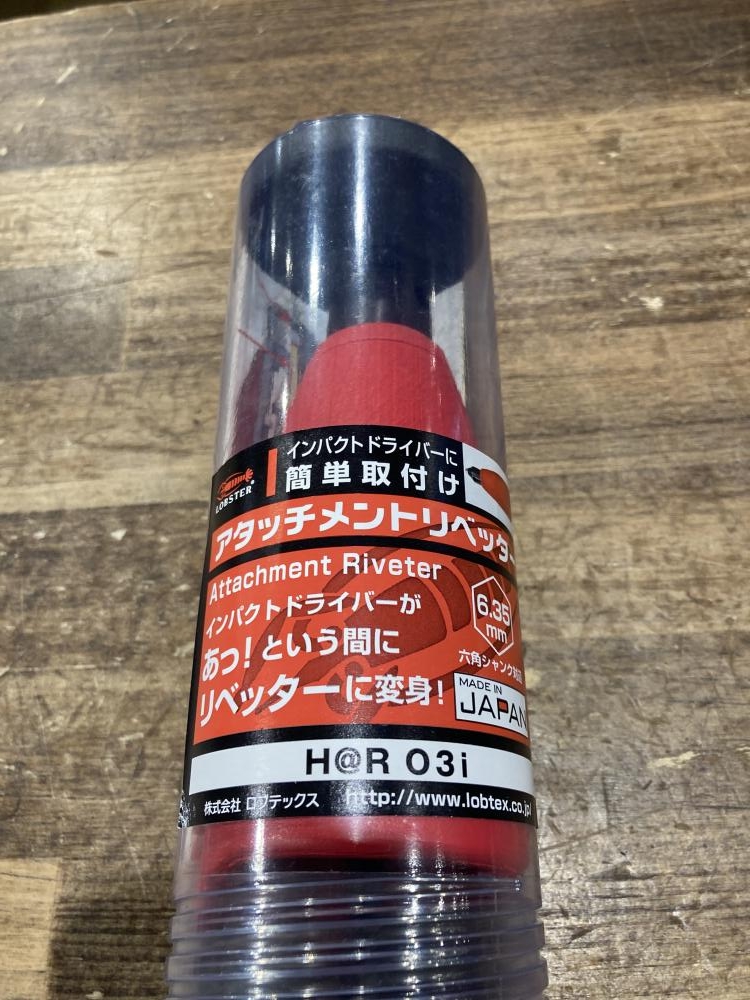 インパクトドライバーに
簡単取付け
LOBSTER®
アタッチメントリベッター
Attachment Riveter
インパクトドライバーが
あっ！という間に
リベッターに変身！
6.35
mm
六角シャンク対応
MADE IN
JAPAN
H@R 03i
株式会社 ロブテックス http://www.lobtex.co.jp/